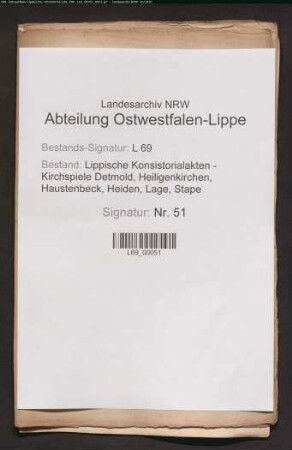 Landesarchiv NRW
Abteilung Ostwestfalen-Lippe
Bestands-Signatur: L 69
Bestand: Lippische Konsistorialakten -
Kirchspiele Detmold, Heiligenkirchen,
Haustenbeck, Heiden, Lage, Stape
Signatur: Nr. 51
L69_00051